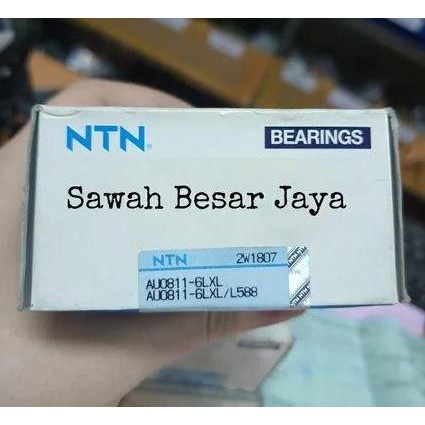 NTN®
BEARINGS
Sawah Besar Jaya
NTN 2W1807
AU0811-6LXL
AU0811-6LXL/L588